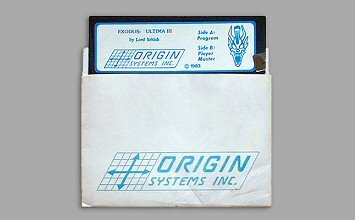 EXODUS: ULTIMA III
by Lord British
Side A:
Program
Side B:
Player
Master
ORIGIN
SYSTEMS INC.
© 1983
ORIGIN
SYSTEMS INC.